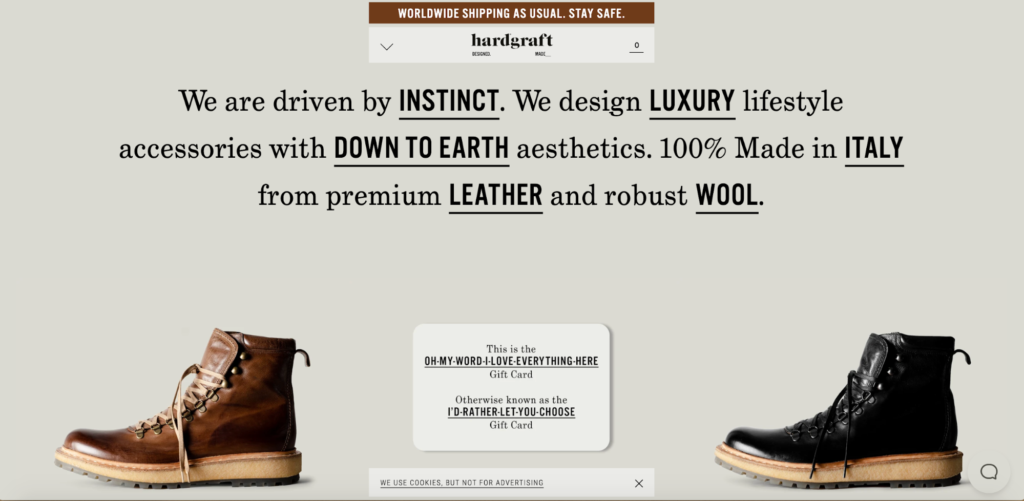 WORLDWIDE SHIPPING AS USUAL. STAY SAFE.
hardgraft
DESIGNED, MADE__
0
We are driven by INSTINCT. We design LUXURY lifestyle
accessories with DOWN TO EARTH aesthetics. 100% Made in ITALY
from premium LEATHER and robust WOOL.
This is the
OH-MY-WORD-I-LOVE-EVERYTHING-HERE
Gift Card
Otherwise known as the
I'D-RATHER-LET-YOU-CHOOSE
Gift Card
WE USE COOKIES, BUT NOT FOR ADVERTISING